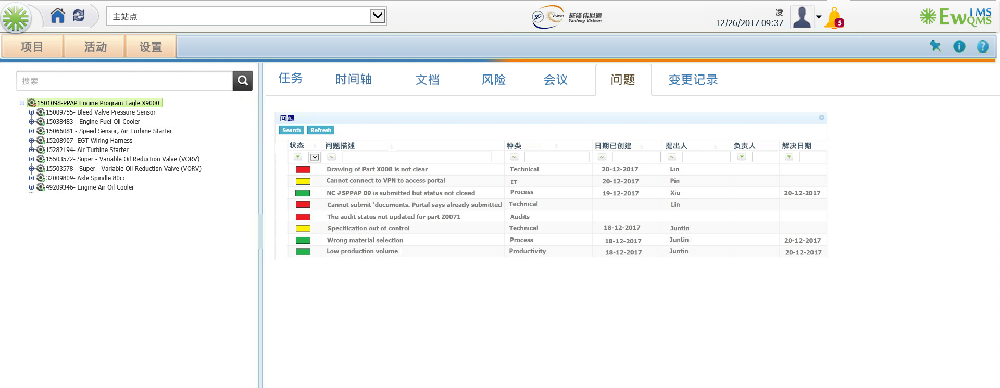 主站点
Visteon
延锋伟世通
Yanfeng Visteon
凌
12/26/2017 09:37
5
Ew IMS QMS
项目 活动 设置
搜索
任务 时间轴 文档 风险 会议 问题 变更记录
1501098-PPAP Engine Program Eagle X9000
15009755- Bleed Valve Pressure Sensor
15038483 - Engine Fuel Oil Cooler
15066081 - Speed Sensor, Air Turbine Starter
15208907- EGT Wiring Harness
15282194- Air Turbine Starter
15503572- Super - Variable Oil Reduction Valve (VORV)
15503578 - Super - Variable Oil Reduction Valve (VORV)
32009809- Axle Spindle 80cc
49209346- Engine Air Oil Cooler
问题
Search Refresh
状态 问题描述 种类 日期已创建 提出人 负责人 解决日期
Drawing of Part X008 is not clear Technical 20-12-2017 Lin
Cannot connect to VPN to access portal IT 20-12-2017 Pin
NC #SPPAP 09 is submitted but status not closed Process 19-12-2017 Xiu 20-12-2017
Cannot submit 'documents. Portal says already submitted Technical Lin
The audit status not updated for part Z0071 Audits
Specification out of control Technical 18-12-2017 Juntin
Wrong material selection Process 18-12-2017 Juntin 20-12-2017
Low production volume Productivity 18-12-2017 Juntin 20-12-2017